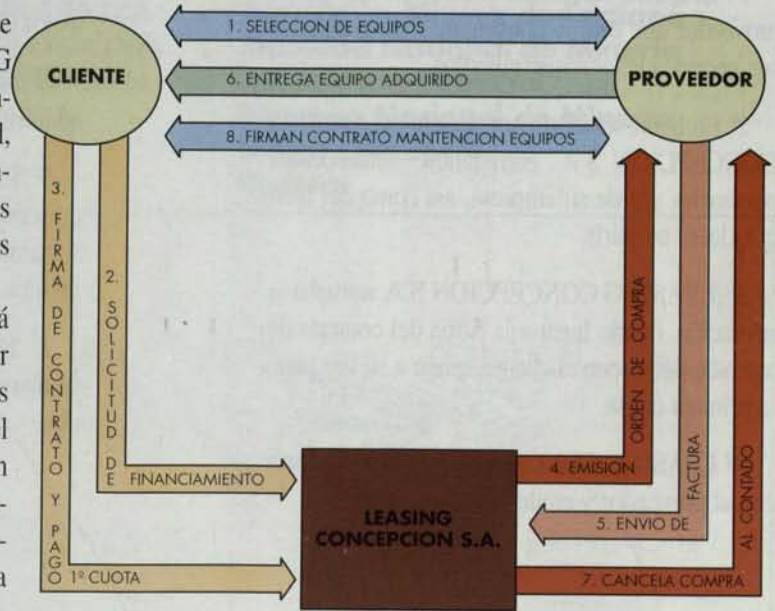 e
G
CLIENTE
PROVEEDOR
1. SELECCION DE EQUIPOS
6. ENTREGA EQUIPO ADQUIRIDO
8. FIRMAN CONTRATO MANTENCION EQUIPOS
l,
s
s
á
r
s
l
n
-
-
a
3. FIRMA DE CONTRATO Y PAGO 1º CUOTA
2. SOLICITUD DE FINANCIAMIENTO
LEASING
CONCEPCION S.A.
4. EMISIÓN ORDEN DE COMPRA
5. ENVIO DE FACTURA
7. CANCELA COMPRA AL CONTADO